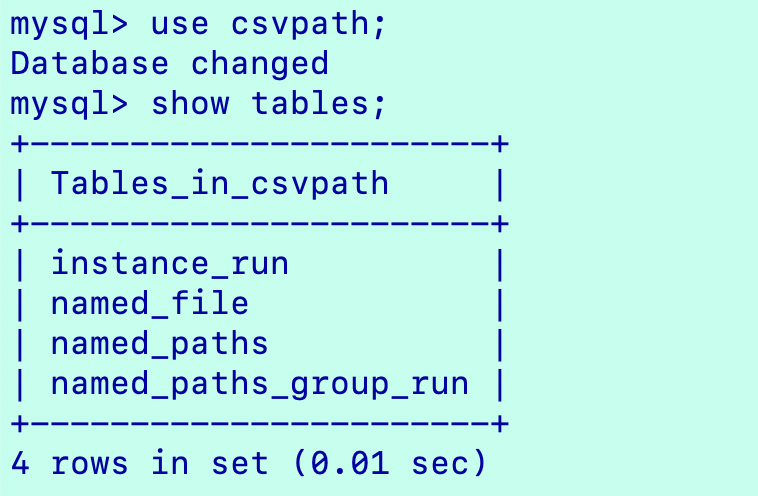 mysql> use csvpath;
Database changed
mysql> show tables;
+-----------------------+
| Tables_in_csvpath     |
+-----------------------+
| instance_run          |
| named_file            |
| named_paths           |
| named_paths_group_run |
+-----------------------+
4 rows in set (0.01 sec)